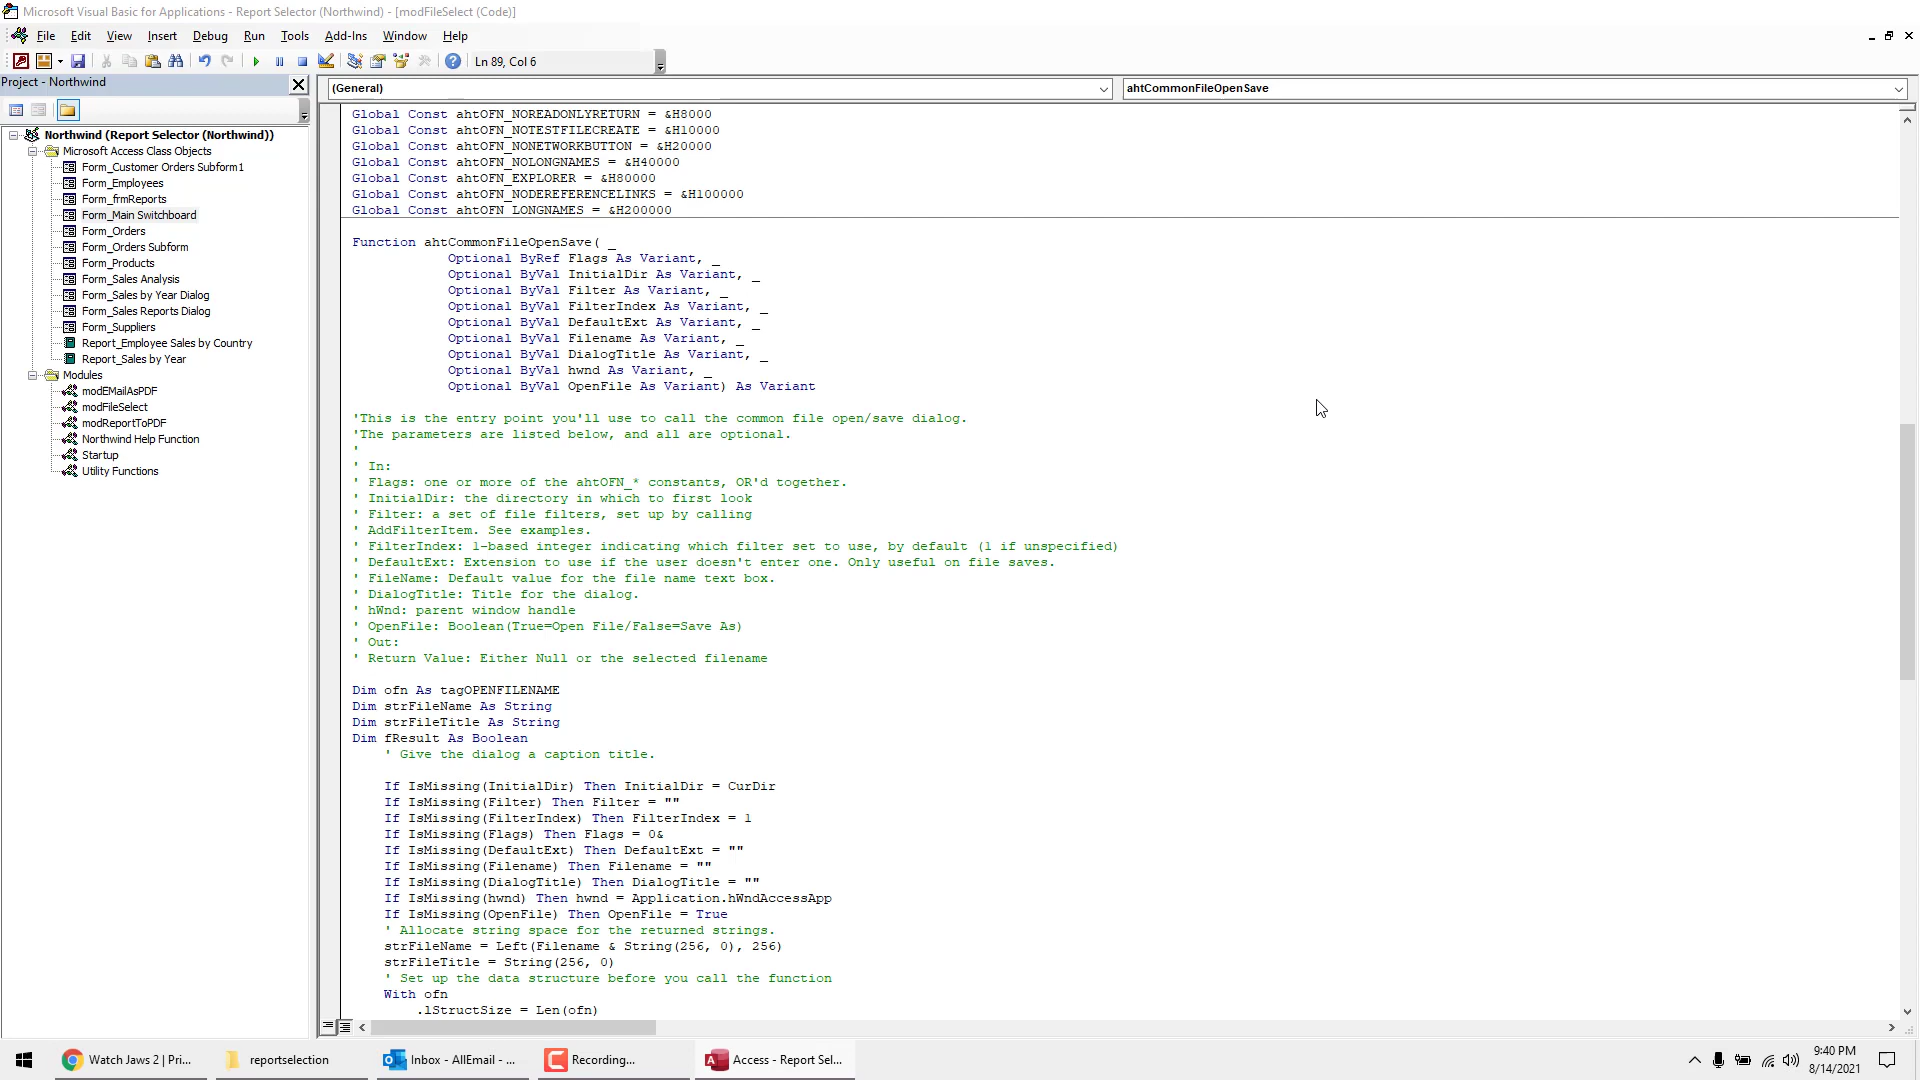 Microsoft Visual Basic for Applications - Report Selector (Northwind) - [modFileSelect (Code)]
File Edit View Insert Debug Run Tools Add-Ins Window Help
Ln 89, Col 6
Project - Northwind
(General)
ahtCommonFileOpenSave
Northwind (Report Selector (Northwind))
Microsoft Access Class Objects
Form_Customer Orders Subform1
Form_Employees
Form_frmReports
Form_Main Switchboard
Form_Orders
Form_Orders Subform
Form_Products
Form_Sales Analysis
Form_Sales by Year Dialog
Form_Sales Reports Dialog
Form_Suppliers
Report_Employee Sales by Country
Report_Sales by Year
Modules
modEMailAsPDF
modFileSelect
modReportToPDF
Northwind Help Function
Startup
Utility Functions
Global Const ahtOFN_NOREADONLYRETURN = &H8000
Global Const ahtOFN_NOTESTFILECREATE = &H10000
Global Const ahtOFN_NONETWORKBUTTON = &H20000
Global Const ahtOFN_NOLONGNAMES = &H40000
Global Const ahtOFN_EXPLORER = &H80000
Global Const ahtOFN_NODEREFERENCELINKS = &H100000
Global Const ahtOFN_LONGNAMES = &H200000
Function ahtCommonFileOpenSave( _
Optional ByRef Flags As Variant, _
Optional ByVal InitialDir As Variant, _
Optional ByVal Filter As Variant, _
Optional ByVal FilterIndex As Variant, _
Optional ByVal DefaultExt As Variant, _
Optional ByVal Filename As Variant, _
Optional ByVal DialogTitle As Variant, _
Optional ByVal hwnd As Variant, _
Optional ByVal OpenFile As Variant) As Variant
'This is the entry point you'll use to call the common file open/save dialog.
'The parameters are listed below, and all are optional.
'
' In:
' Flags: one or more of the ahtOFN_* constants, OR'd together.
' InitialDir: the directory in which to first look
' Filter: a set of file filters, set up by calling
' AddFilterItem. See examples.
' FilterIndex: 1-based integer indicating which filter set to use, by default (1 if unspecified)
' DefaultExt: Extension to use if the user doesn't enter one. Only useful on file saves.
' FileName: Default value for the file name text box.
' DialogTitle: Title for the dialog.
' hWnd: parent window handle
' OpenFile: Boolean(True=Open File/False=Save As)
' Out:
' Return Value: Either Null or the selected filename
Dim ofn As tagOPENFILENAME
Dim strFileName As String
Dim strFileTitle As String
Dim fResult As Boolean
' Give the dialog a caption title.
If IsMissing(InitialDir) Then InitialDir = CurDir
If IsMissing(Filter) Then Filter = ""
If IsMissing(FilterIndex) Then FilterIndex = 1
If IsMissing(Flags) Then Flags = 0&
If IsMissing(DefaultExt) Then DefaultExt = ""
If IsMissing(Filename) Then Filename = ""
If IsMissing(DialogTitle) Then DialogTitle = ""
If IsMissing(hwnd) Then hwnd = Application.hWndAccessApp
If IsMissing(OpenFile) Then OpenFile = True
' Allocate string space for the returned strings.
strFileName = Left(Filename & String(256, 0), 256)
strFileTitle = String(256, 0)
' Set up the data structure before you call the function
With ofn
.lStructSize = Len(ofn)
Watch Jaws 2 | Pri...
reportselection
Inbox - AllEmail - ...
Recording...
Access - Report Sel...
9:40 PM
8/14/2021